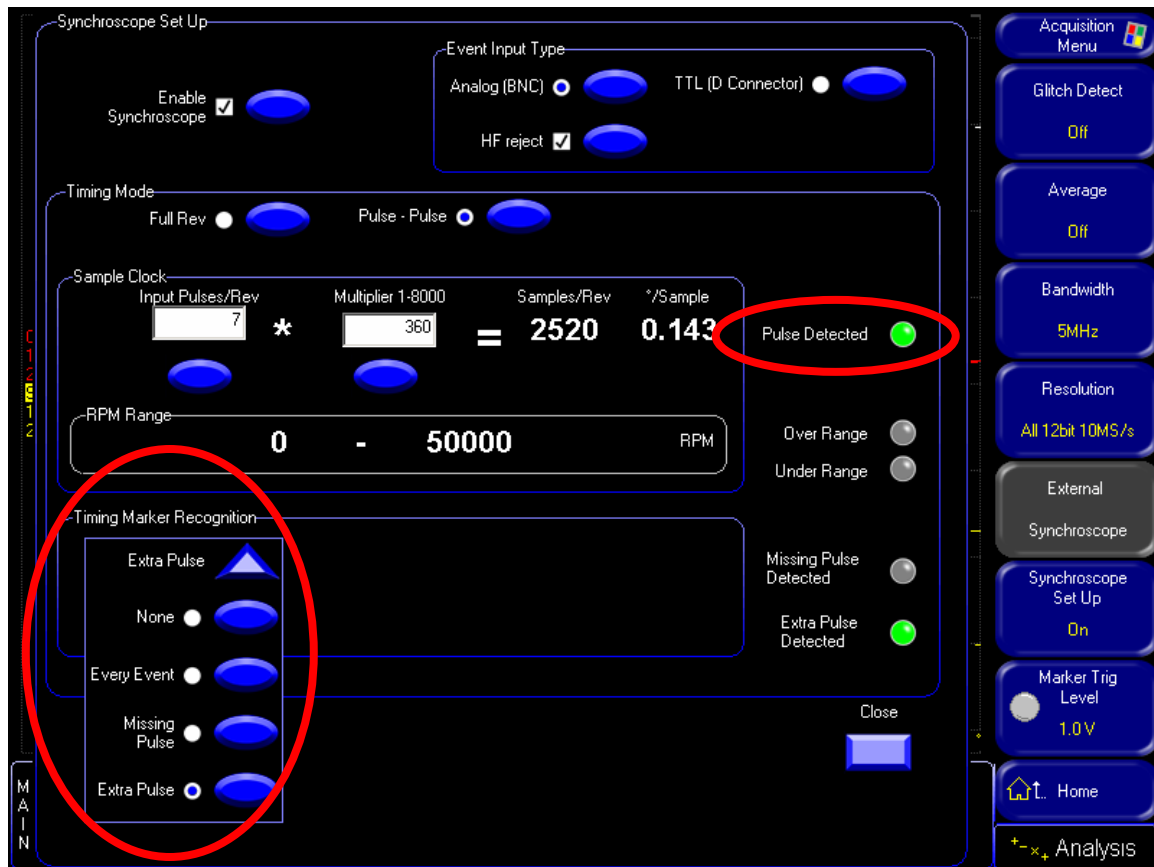 Synchroscope Set Up
Enable
Synchroscope
Event Input Type
Analog (BNC)
TTL (D Connector)
HF reject
Timing Mode
Full Rev
Pulse - Pulse
Sample Clock
Input Pulses/Rev
Multiplier 1-8000
Samples/Rev
°/Sample
7
*
360
=
2520
0.143
Pulse Detected
RPM Range
0 - 50000 RPM
Over Range
Under Range
Timing Marker Recognition
Extra Pulse
None
Every Event
Missing
Pulse
Extra Pulse
Missing Pulse
Detected
Extra Pulse
Detected
Close
Acquisition
Menu
Glitch Detect
Off
Average
Off
Bandwidth
5MHz
Resolution
All 12bit 10MS/s
External
Synchroscope
Synchroscope
Set Up
On
Marker Trig
Level
1.0 V
Home
Analysis
MAIN